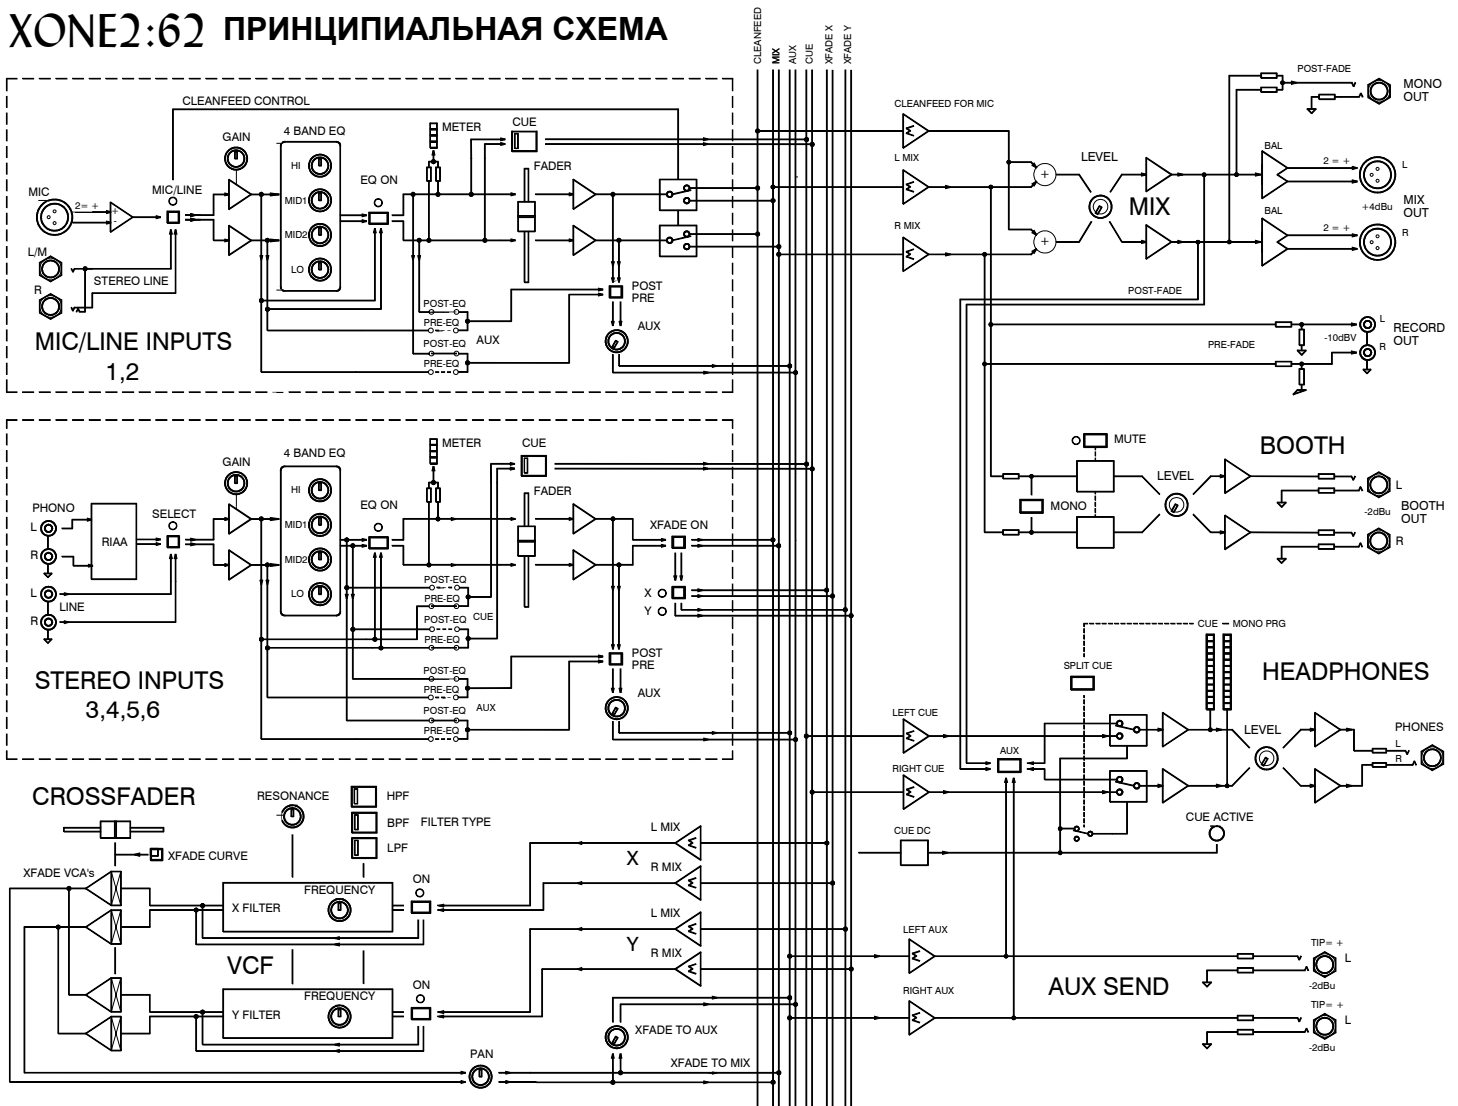 XONE2:62 ПРИНЦИПИАЛЬНАЯ СХЕМА
CLEANFEED
MIX
AUX
CUE
XFADE X
XFADE Y
CLEANFEED CONTROL
GAIN
4 BAND EQ
HI
MID1
MID2
LO
MIC
2= +
+
-
MIC/LINE
EQ ON
METER
CUE
FADER
L/M
R
STEREO LINE
POST-EQ
PRE-EQ
POST-EQ
PRE-EQ
AUX
POST
PRE
AUX
MIC/LINE INPUTS
1,2
GAIN
4 BAND EQ
HI
MID1
MID2
LO
PHONO
L
R
RIAA
SELECT
EQ ON
METER
CUE
FADER
XFADE ON
X
Y
L
LINE
R
POST-EQ
PRE-EQ
POST-EQ
CUE
PRE-EQ
POST-EQ
PRE-EQ
POST-EQ
AUX
PRE-EQ
POST
PRE
AUX
STEREO INPUTS
3,4,5,6
CROSSFADER
XFADE CURVE
XFADE VCA's
RESONANCE
HPF
BPF
FILTER TYPE
LPF
FREQUENCY
X FILTER
ON
VCF
FREQUENCY
Y FILTER
ON
L MIX
X
R MIX
L MIX
Y
R MIX
PAN
XFADE TO AUX
XFADE TO MIX
CLEANFEED FOR MIC
Σ
L MIX
Σ
R MIX
Σ
+
+
LEVEL
MIX
POST-FADE
MONO
OUT
BAL
2 = +
L
+4dBu
MIX
OUT
BAL
2 = +
R
POST-FADE
PRE-FADE
-10dBV
L
R
RECORD
OUT
MUTE
MONO
LEVEL
BOOTH
L
-2dBu
BOOTH
OUT
R
CUE – MONO PRG
SPLIT CUE
HEADPHONES
LEFT CUE
Σ
RIGHT CUE
Σ
AUX
LEVEL
PHONES
L
R
CUE DC
CUE ACTIVE
LEFT AUX
Σ
RIGHT AUX
Σ
AUX SEND
TIP= +
L
-2dBu
TIP= +
L
-2dBu